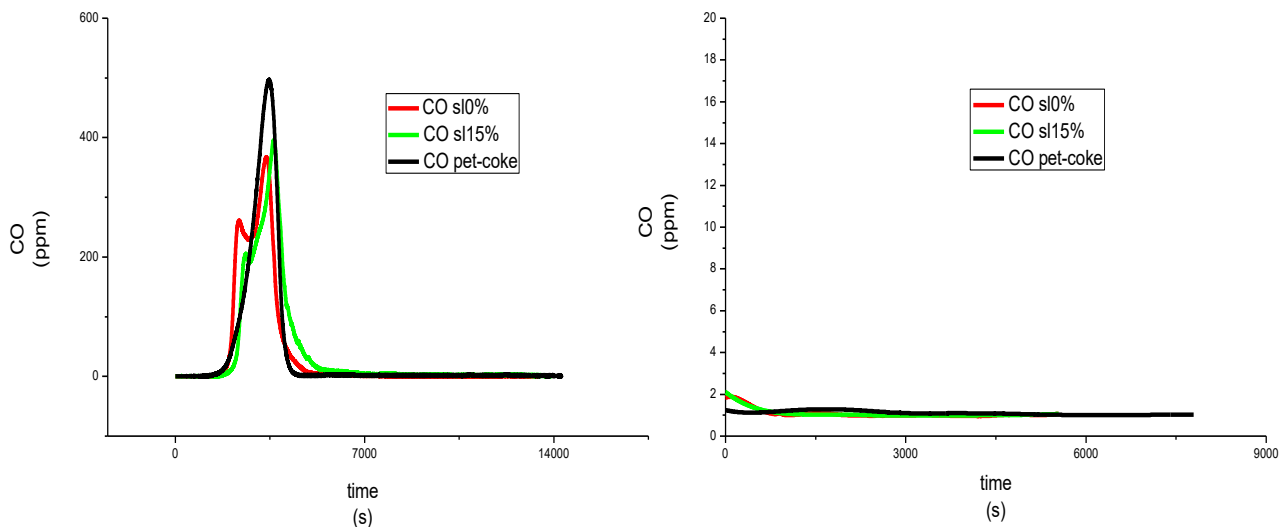 600
400
200
0
CO
(ppm)
CO sl0%
CO sl15%
CO pet-coke
0
7000
14000
time
(s)
20
18
16
14
12
10
8
6
4
2
0
CO
(ppm)
CO sl0%
CO sl15%
CO pet-coke
0
3000
6000
9000
time
(s)